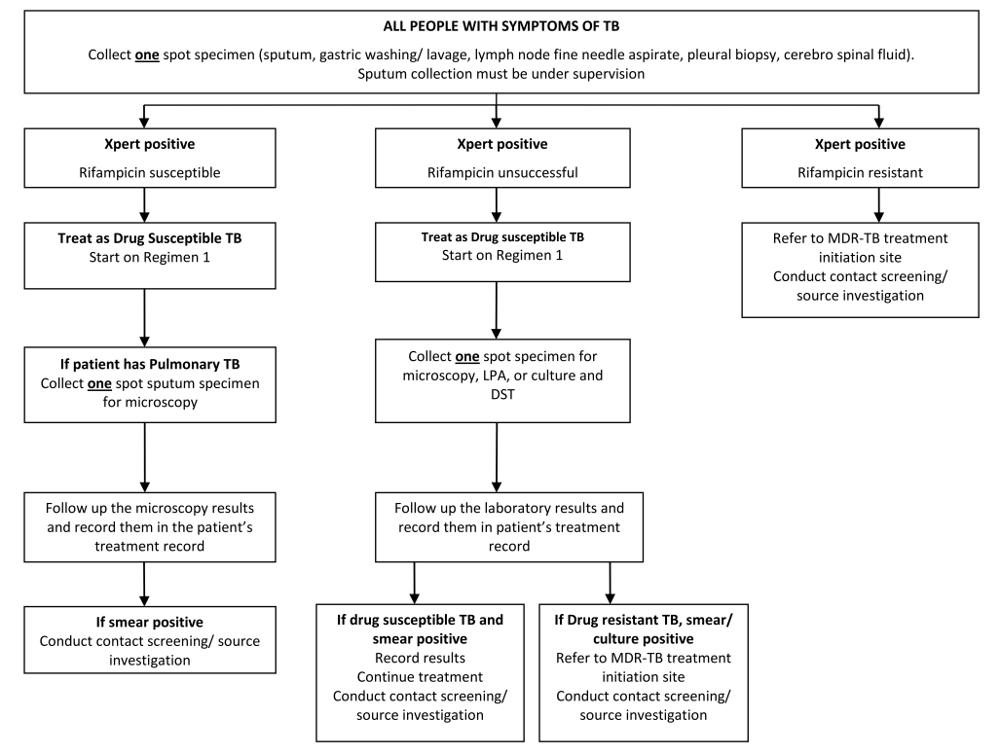 ALL PEOPLE WITH SYMPTOMS OF TB
Collect one spot specimen (sputum, gastric washing/ lavage, lymph node fine needle aspirate, pleural biopsy, cerebro spinal fluid).
Sputum collection must be under supervision
Xpert positive
Rifampicin susceptible
Xpert positive
Rifampicin unsuccessful
Xpert positive
Rifampicin resistant
Treat as Drug Susceptible TB
Start on Regimen 1
Treat as Drug susceptible TB
Start on Regimen 1
Refer to MDR-TB treatment
initiation site
Conduct contact screening/
source investigation
If patient has Pulmonary TB
Collect one spot sputum specimen
for microscopy
Collect one spot specimen for
microscopy, LPA, or culture and
DST
Follow up the microscopy results
and record them in the patient’s
treatment record
Follow up the laboratory results and
record them in patient’s treatment
record
If smear positive
Conduct contact screening/ source
investigation
If drug susceptible TB and
smear positive
Record results
Continue treatment
Conduct contact screening/
source investigation
If Drug resistant TB, smear/
culture positive
Refer to MDR-TB treatment
initiation site
Conduct contact screening/
source investigation